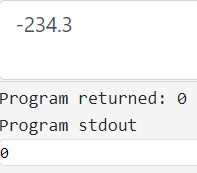 -234.3
Program returned: 0
Program stdout
0